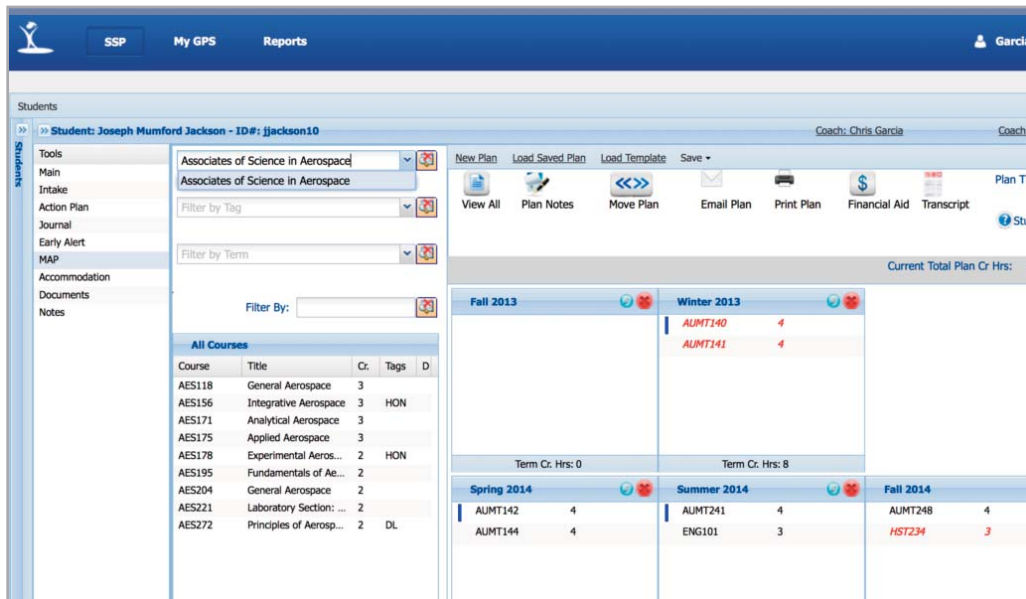 SSP My GPS Reports Garcia
Students
Student: Joseph Mumford Jackson - ID#: jjackson10 Coach: Chris Garcia Coach
Students
Tools
Main
Intake
Action Plan
Journal
Early Alert
MAP
Accommodation
Documents
Notes
Associates of Science in Aerospace
Associates of Science in Aerospace
Filter by Tag
Filter by Term
Filter By:
All Courses
Course Title Cr. Tags D
AES118 General Aerospace 3
AES156 Integrative Aerospace 3 HON
AES171 Analytical Aerospace 3
AES175 Applied Aerospace 3
AES178 Experimental Aeros... 2 HON
AES195 Fundamentals of Ae... 2
AES204 General Aerospace 2
AES221 Laboratory Section: ... 2
AES272 Principles of Aerosp... 2 DL
New Plan Load Saved Plan Load Template Save
View All Plan Notes Move Plan Email Plan Print Plan Financial Aid Transcript
Plan T
Stu
Current Total Plan Cr Hrs:
Fall 2013
Term Cr. Hrs: 0
Winter 2013
AUMT140 4
AUMT141 4
Term Cr. Hrs: 8
Spring 2014
AUMT142 4
AUMT144 4
Summer 2014
AUMT241 4
ENG101 3
Fall 2014
AUMT248 4
HST234 3